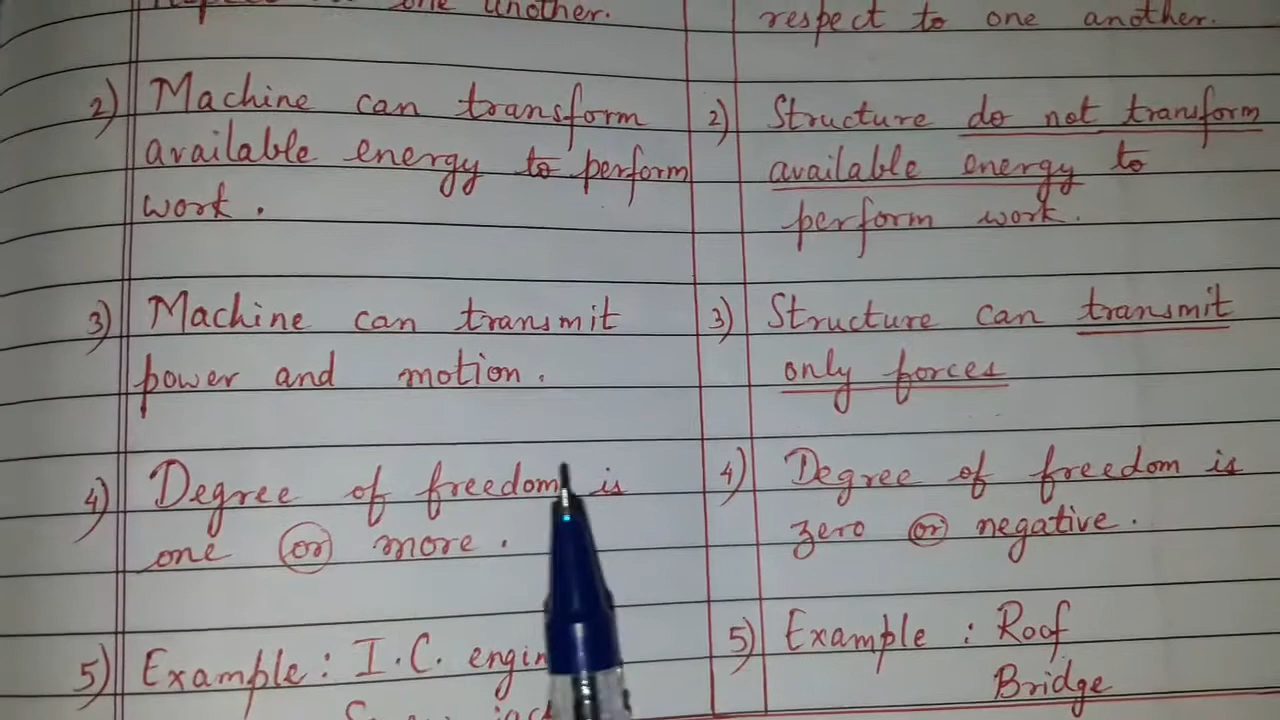 one another.
2) Machine can transform
available energy to perform
work.
3) Machine can transmit
power and motion.
4) Degree of freedom is
one or more.
5) Example: I.C.
respect to one another.
2) Structure do not transform
available energy to
perform work.
3) Structure can transmit
only forces
4) Degree of freedom is
zero or negative.
5) Example: Roof
Bridge